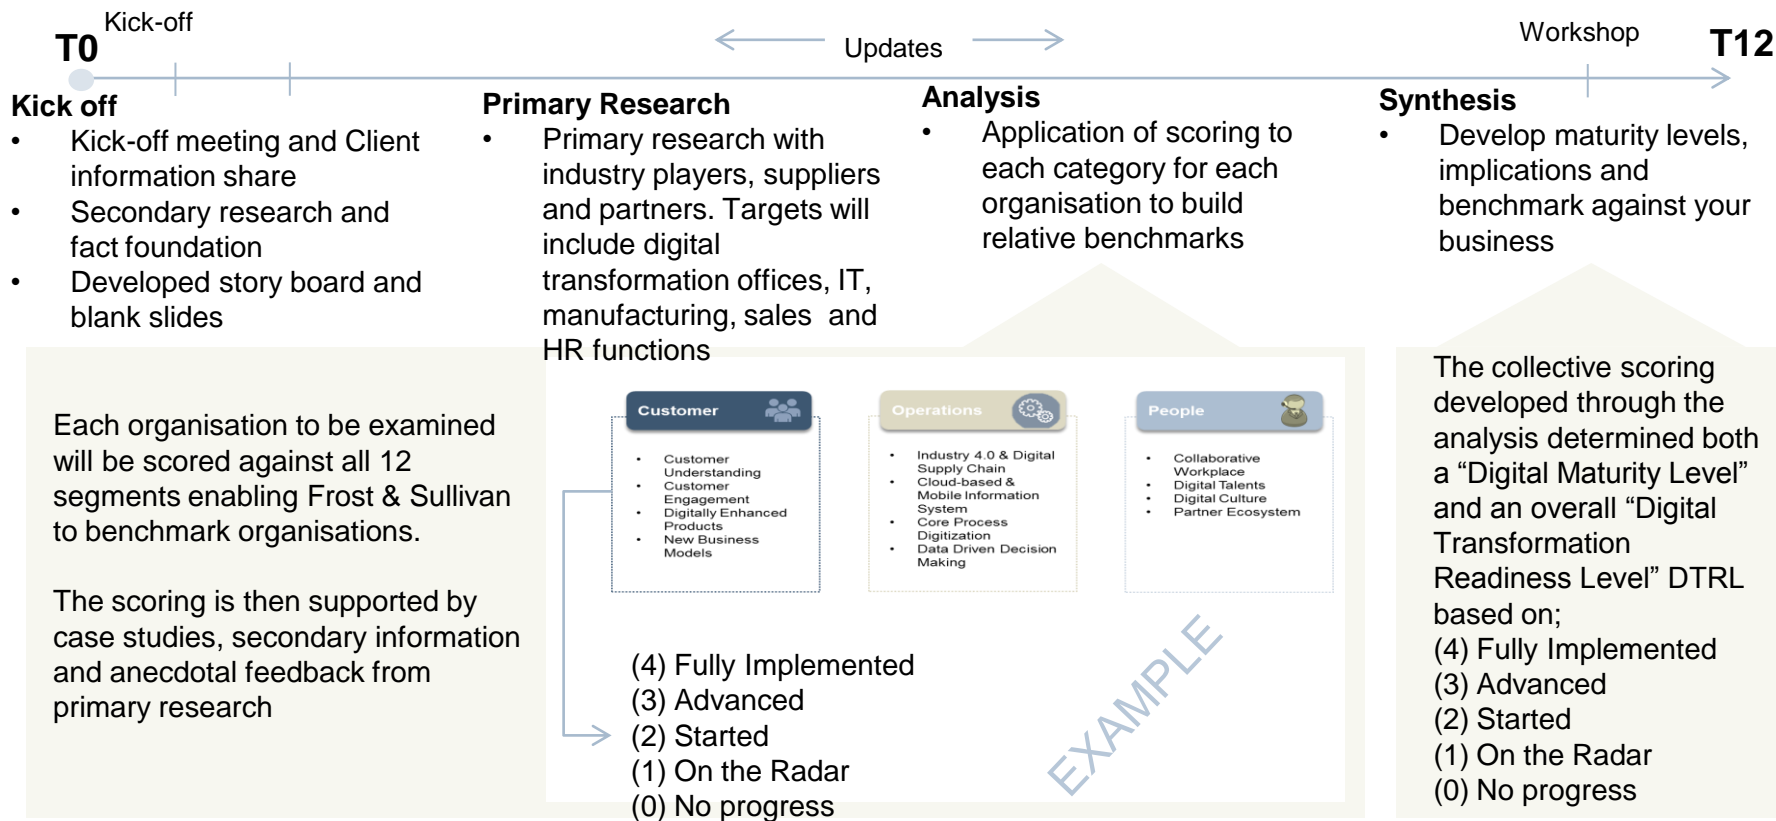 Kick-off
T0
Updates
Workshop
T12
Kick off
• Kick-off meeting and Client
information share
• Secondary research and
fact foundation
• Developed story board and
blank slides
Primary Research
• Primary research with
industry players, suppliers
and partners. Targets will
include digital
transformation offices, IT,
manufacturing, sales and
HR functions
Analysis
• Application of scoring to
each category for each
organisation to build
relative benchmarks
Synthesis
• Develop maturity levels,
implications and
benchmark against your
business
Each organisation to be examined
will be scored against all 12
segments enabling Frost & Sullivan
to benchmark organisations.
The scoring is then supported by
case studies, secondary information
and anecdotal feedback from
primary research
Customer
• Customer
Understanding
• Customer
Engagement
• Digitally Enhanced
Products
• New Business
Models
Operations
• Industry 4.0 & Digital
Supply Chain
• Cloud-based &
Mobile Information
System
• Core Process
Digitization
• Data Driven Decision
Making
People
• Collaborative
Workplace
• Digital Talents
• Digital Culture
• Partner Ecosystem
(4) Fully Implemented
(3) Advanced
(2) Started
(1) On the Radar
(0) No progress
EXAMPLE
The collective scoring
developed through the
analysis determined both
a “Digital Maturity Level”
and an overall “Digital
Transformation
Readiness Level” DTRL
based on;
(4) Fully Implemented
(3) Advanced
(2) Started
(1) On the Radar
(0) No progress